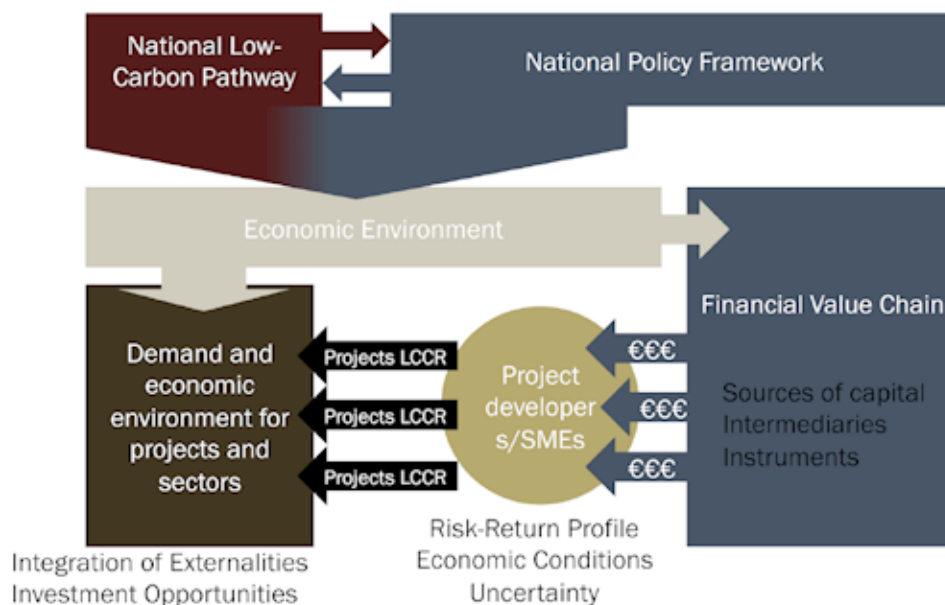 National Low-
Carbon Pathway
National Policy Framework
Economic Environment
Financial Value Chain
Demand and
economic
environment for
projects and
sectors
Projects LCCR
Projects LCCR
Projects LCCR
Project
developer
s/SMEs
€€€
€€€
€€€
Sources of capital
Intermediaries
Instruments
Integration of Externalities
Investment Opportunities
Risk-Return Profile
Economic Conditions
Uncertainty